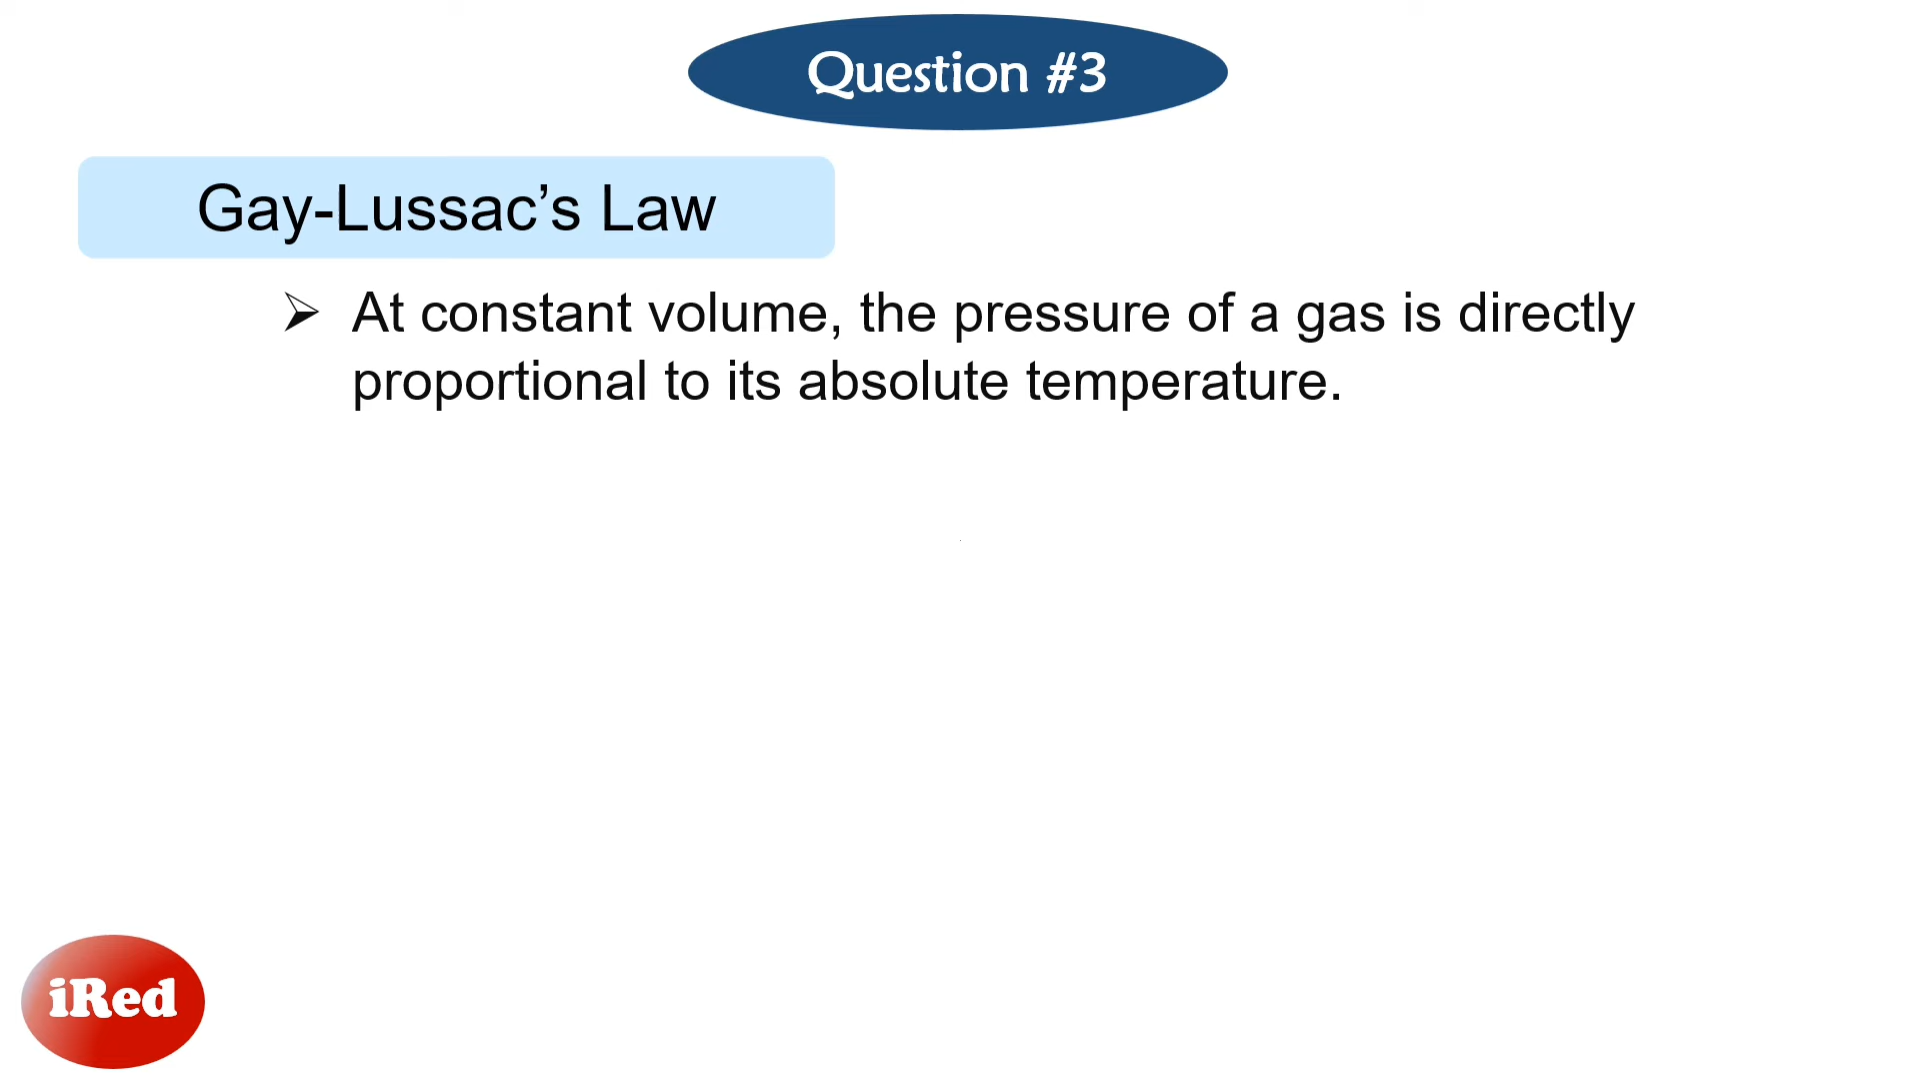 Question #3
Gay-Lussac’s Law
➢ At constant volume, the pressure of a gas is directly
proportional to its absolute temperature.
iRed